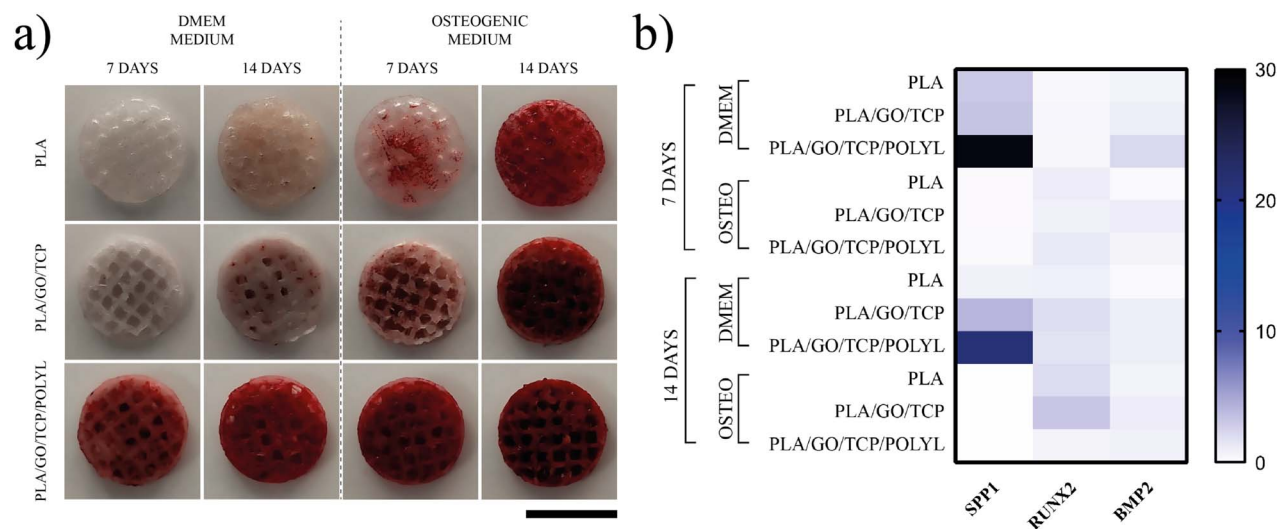 a)
DMEM
MEDIUM
OSTEOGENIC
MEDIUM
7 DAYS
14 DAYS
7 DAYS
14 DAYS
PLA
PLA/GO/TCP
PLA/GO/TCP/POLYL
b)
7 DAYS
DMEM
PLA
PLA/GO/TCP
PLA/GO/TCP/POLYL
OSTEO
PLA
PLA/GO/TCP
PLA/GO/TCP/POLYL
14 DAYS
DMEM
PLA
PLA/GO/TCP
PLA/GO/TCP/POLYL
OSTEO
PLA
PLA/GO/TCP
PLA/GO/TCP/POLYL
SPP1
RUNX2
BMP2
30
20
10
0